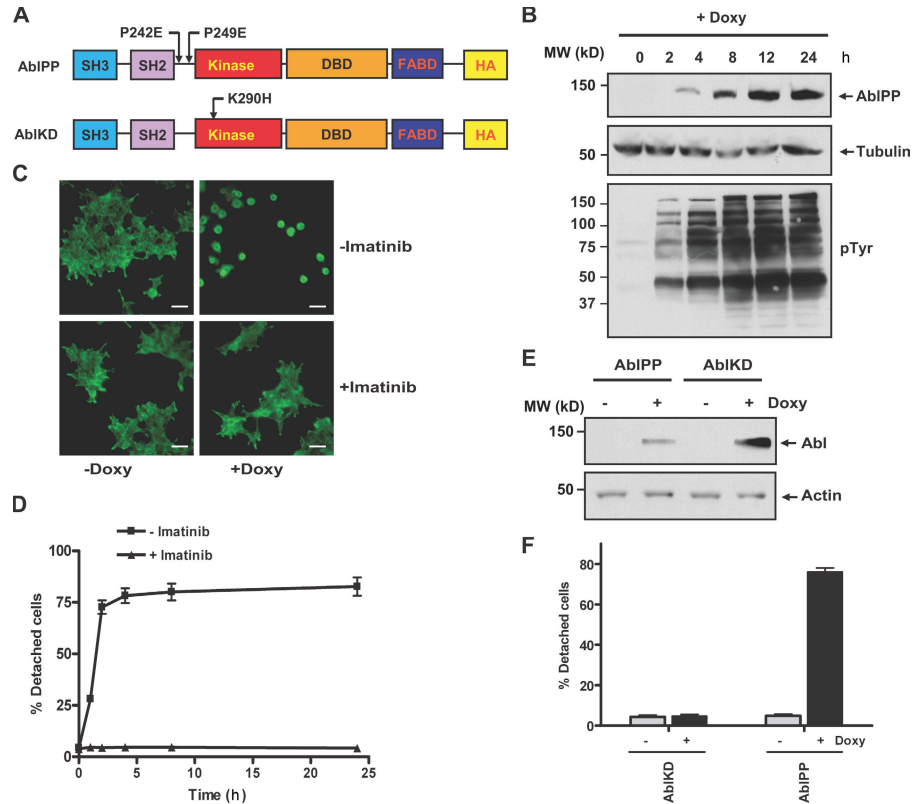 A
P242E P249E
AblPP SH3 SH2 Kinase DBD FABD HA
K290H
AblKD SH3 SH2 Kinase DBD FABD HA
B
+ Doxy
MW (kD) 0 2 4 8 12 24 h
150
AblPP
50
Tubulin
150
100
75
50
37
pTyr
C
-Imatinib
+Imatinib
-Doxy +Doxy
D
- Imatinib
+ Imatinib
100
75
50
25
0
% Detached cells
0 5 10 15 20 25
Time (h)
E
AblPP AblKD
MW (kD) - + - + Doxy
150
Abl
50
Actin
F
80
60
40
20
0
% Detached cells
- + - + Doxy
AblKD AblPP